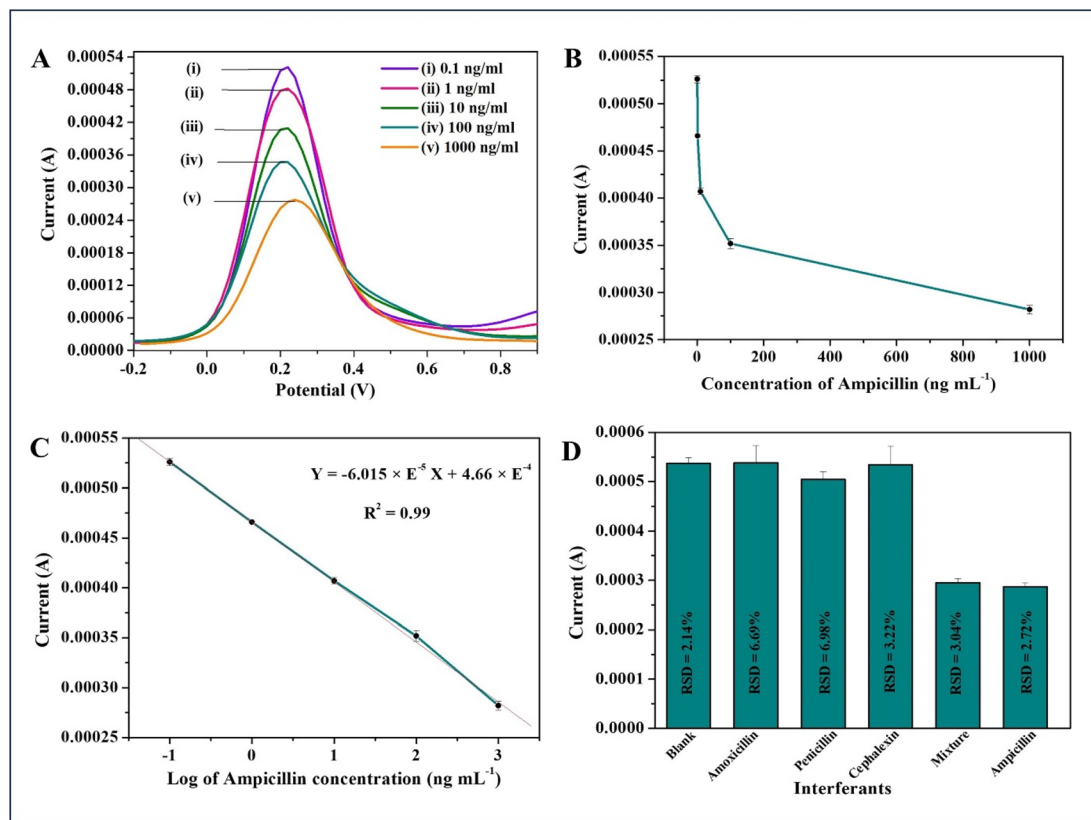 A
0.00054
0.00048
0.00042
0.00036
0.00030
0.00024
0.00018
0.00012
0.00006
0.00000
Current (A)
(i)
(ii)
(iii)
(iv)
(v)
(i) 0.1 ng/ml
(ii) 1 ng/ml
(iii) 10 ng/ml
(iv) 100 ng/ml
(v) 1000 ng/ml
-0.2 0.0 0.2 0.4 0.6 0.8
Potential (V)
B
0.00055
0.00050
0.00045
0.00040
0.00035
0.00030
0.00025
Current (A)
0 200 400 600 800 1000
Concentration of Ampicillin (ng mL⁻¹)
C
0.00055
0.00050
0.00045
0.00040
0.00035
0.00030
0.00025
Current (A)
Y = -6.015 × E⁻⁵ X + 4.66 × E⁻⁴
R² = 0.99
-1 0 1 2 3
Log of Ampicillin concentration (ng mL⁻¹)
D
0.0006
0.0005
0.0004
0.0003
0.0002
0.0001
0.0000
Current (A)
RSD = 2.14%
RSD = 6.69%
RSD = 6.98%
RSD = 3.22%
RSD = 3.04%
RSD = 2.72%
Blank
Amoxicillin
Penicillin
Cephalexin
Mixture
Ampicillin
Interferants